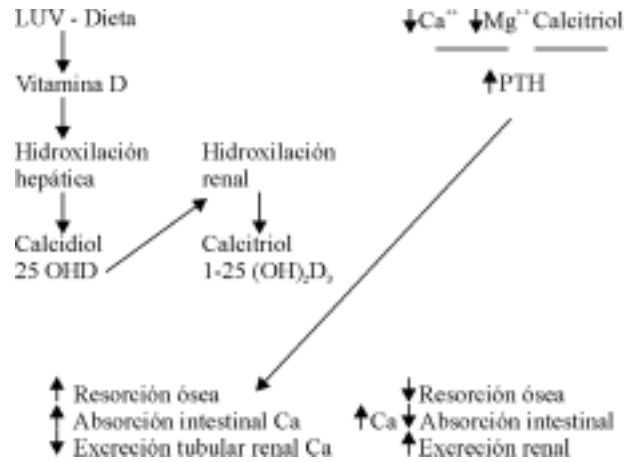 LUV - Dieta
Vitamina D
Hidroxilación
hepática
Calcidiol
25 OHD
Hidroxilación
renal
Calcitriol
1-25 (OH)₂D₃
↓Ca⁺⁺ ↓Mg⁺⁺ Calcitriol
↑PTH
↑ Resorción ósea
↑ Absorción intestinal Ca
↓ Excreción tubular renal Ca
↓Resorción ósea
↑Ca ↓Absorción intestinal
↑Excreción renal